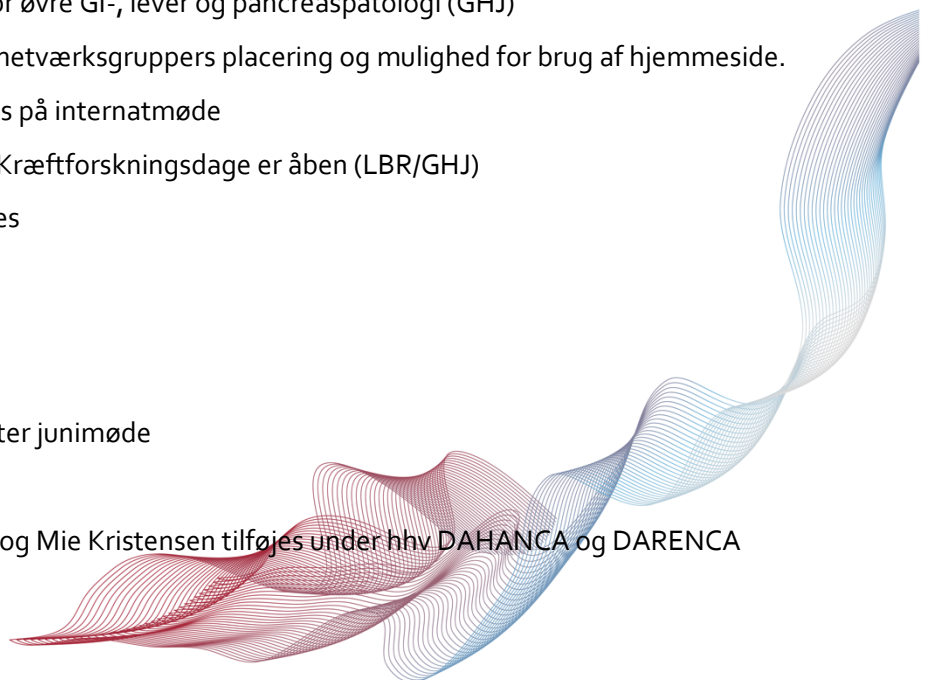 or øvre GI-, lever og pancreaspatologi (GHJ)
netværksgruppers placering og mulighed for brug af hjemmeside.
s på internatmøde
Kræftforskningsdage er åben (LBR/GHJ)
es
ter junimøde
og Mie Kristensen tilføjes under hhv DAHANCA og DARENCA